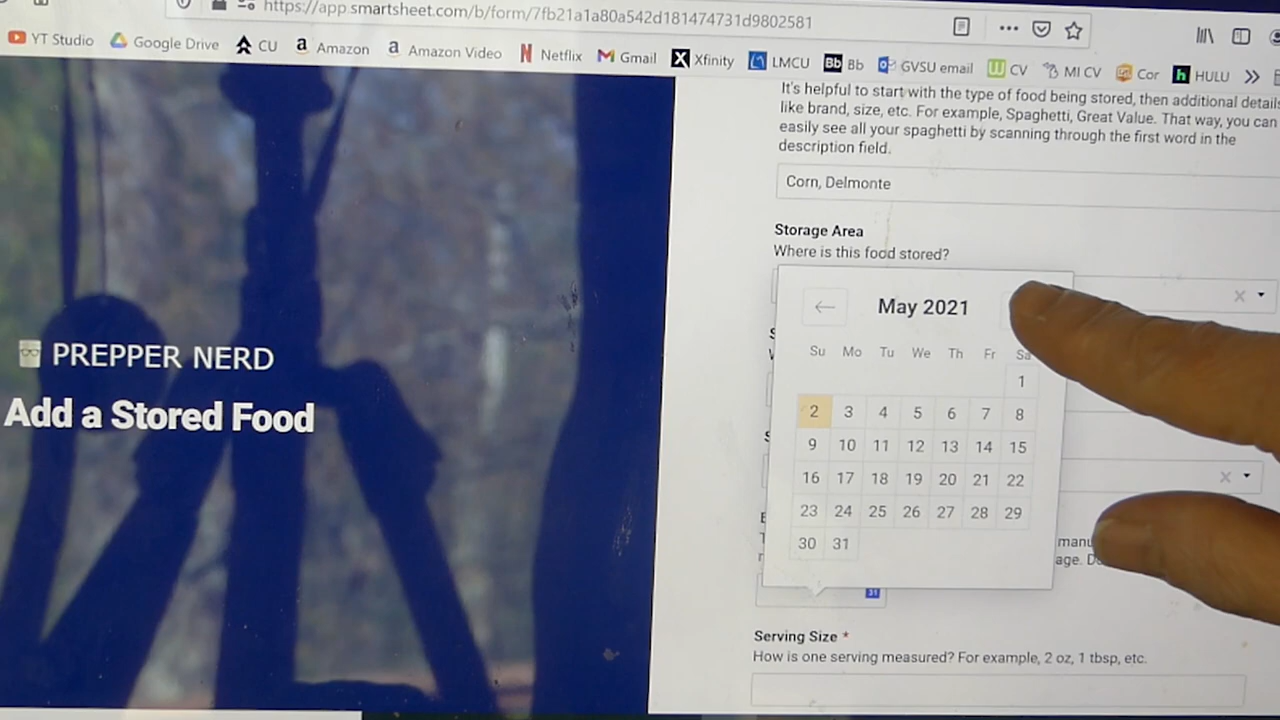 https://app.smartsheet.com/b/form/7fb21a1a80a542d181474731d9802581
YT Studio Google Drive CU Amazon Amazon Video Netflix Gmail Xfinity LMCU Bb GVSU email CV MI CV Cor HULU
It's helpful to start with the type of food being stored, then additional details
like brand, size, etc. For example, Spaghetti, Great Value. That way, you can
easily see all your spaghetti by scanning through the first word in the
description field.
Corn, Delmonte
Storage Area
Where is this food stored?
May 2021
Su Mo Tu We Th Fr Sa
1
2 3 4 5 6 7 8
9 10 11 12 13 14 15
16 17 18 19 20 21 22
23 24 25 26 27 28 29
30 31
PREPPER NERD
Add a Stored Food
Serving Size *
How is one serving measured? For example, 2 oz, 1 tbsp, etc.